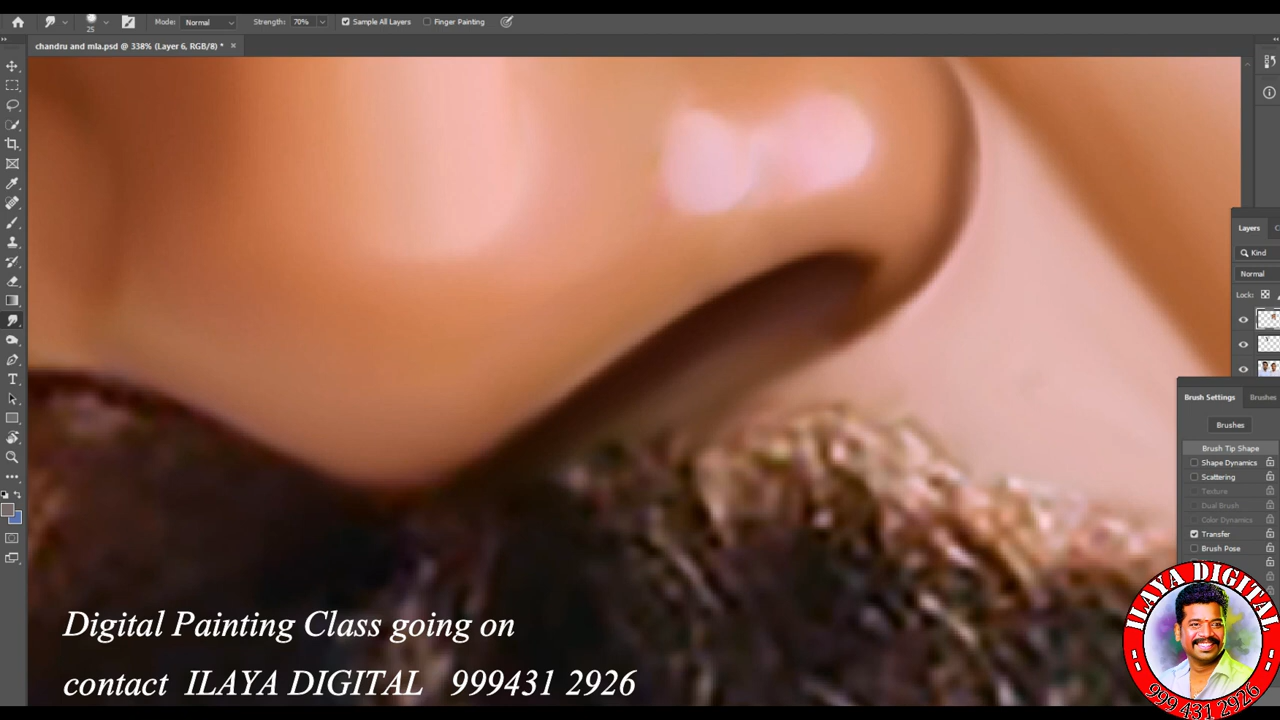 25
Mode: Normal
Strength: 70%
Sample All Layers
Finger Painting
chandru and mla.psd @ 338% (Layer 6, RGB/8) *
Layers
Kind
Normal
Lock:
Brush Settings
Brushes
Brushes
Brush Tip Shape
Shape Dynamics
Scattering
Texture
Dual Brush
Color Dynamics
Transfer
Brush Pose
Digital Painting Class going on
contact ILAYA DIGITAL 999431 2926
ILAYA DIGITAL
999 431 2926